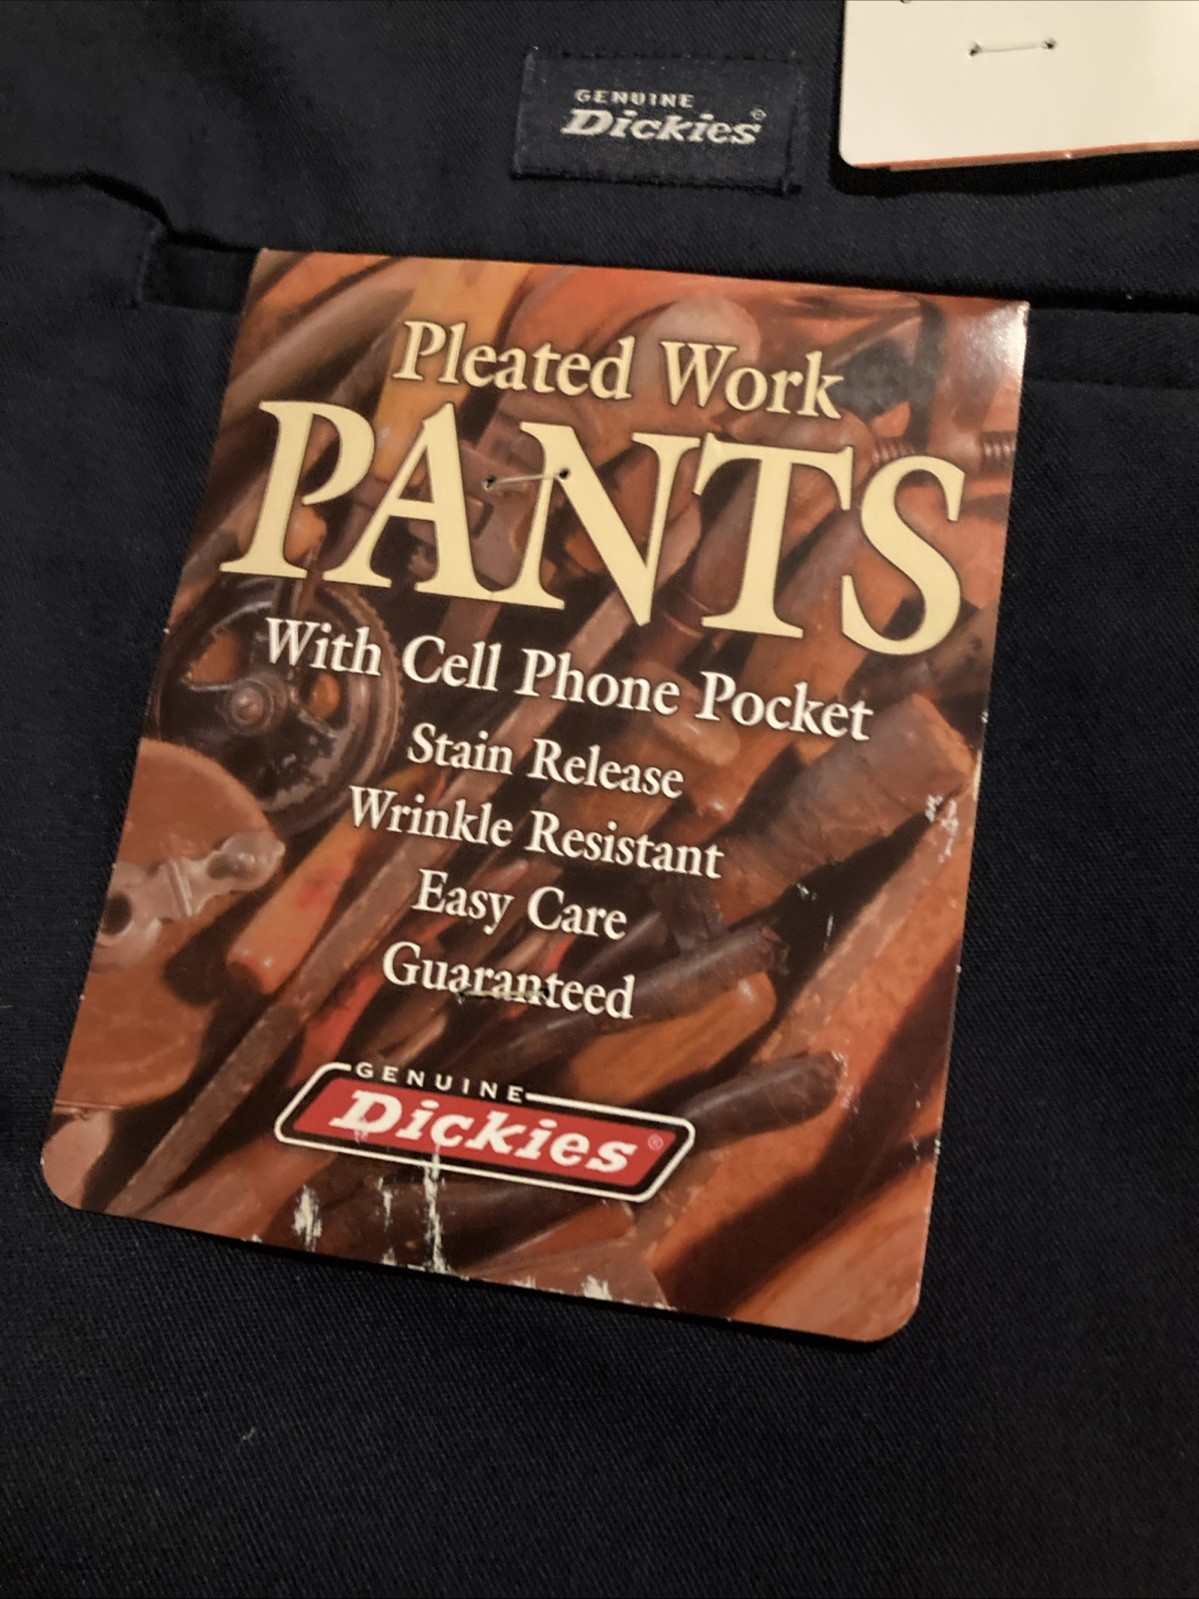 GENUINE
Dickies®
Pleated Work
PANTS
With Cell Phone Pocket
Stain Release
Wrinkle Resistant
Easy Care
Guaranteed
GENUINE
Dickies®